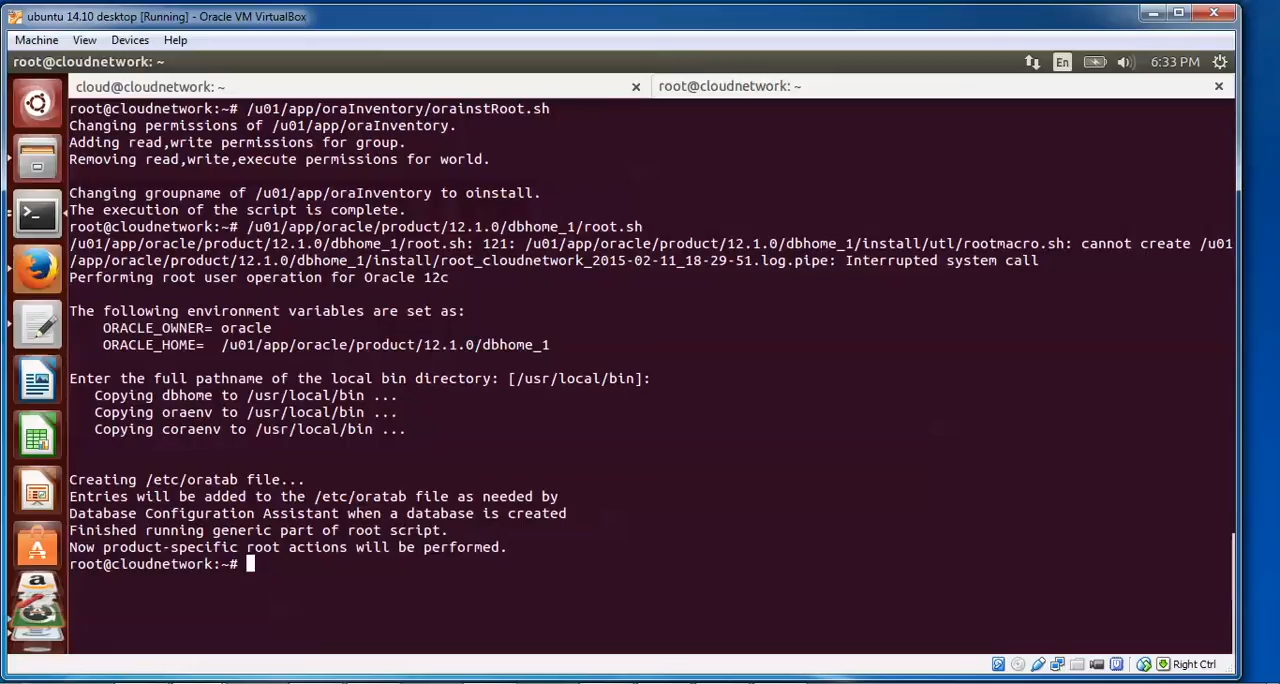 ubuntu 14.10 desktop [Running] - Oracle VM VirtualBox
Machine View Devices Help
root@cloudnetwork: ~ En 6:33 PM
cloud@cloudnetwork: ~ × root@cloudnetwork: ~ ×
root@cloudnetwork:~# /u01/app/oraInventory/orainstRoot.sh
Changing permissions of /u01/app/oraInventory.
Adding read,write permissions for group.
Removing read,write,execute permissions for world.
Changing groupname of /u01/app/oraInventory to oinstall.
The execution of the script is complete.
root@cloudnetwork:~# /u01/app/oracle/product/12.1.0/dbhome_1/root.sh
/u01/app/oracle/product/12.1.0/dbhome_1/root.sh: 121: /u01/app/oracle/product/12.1.0/dbhome_1/install/utl/rootmacro.sh: cannot create /u01
/app/oracle/product/12.1.0/dbhome_1/install/root_cloudnetwork_2015-02-11_18-29-51.log.pipe: Interrupted system call
Performing root user operation for Oracle 12c
The following environment variables are set as:
ORACLE_OWNER= oracle
ORACLE_HOME=  /u01/app/oracle/product/12.1.0/dbhome_1
Enter the full pathname of the local bin directory: [/usr/local/bin]:
Copying dbhome to /usr/local/bin ...
Copying oraenv to /usr/local/bin ...
Copying coraenv to /usr/local/bin ...
Creating /etc/oratab file...
Entries will be added to the /etc/oratab file as needed by
Database Configuration Assistant when a database is created
Finished running generic part of root script.
Now product-specific root actions will be performed.
root@cloudnetwork:~#
Right Ctrl